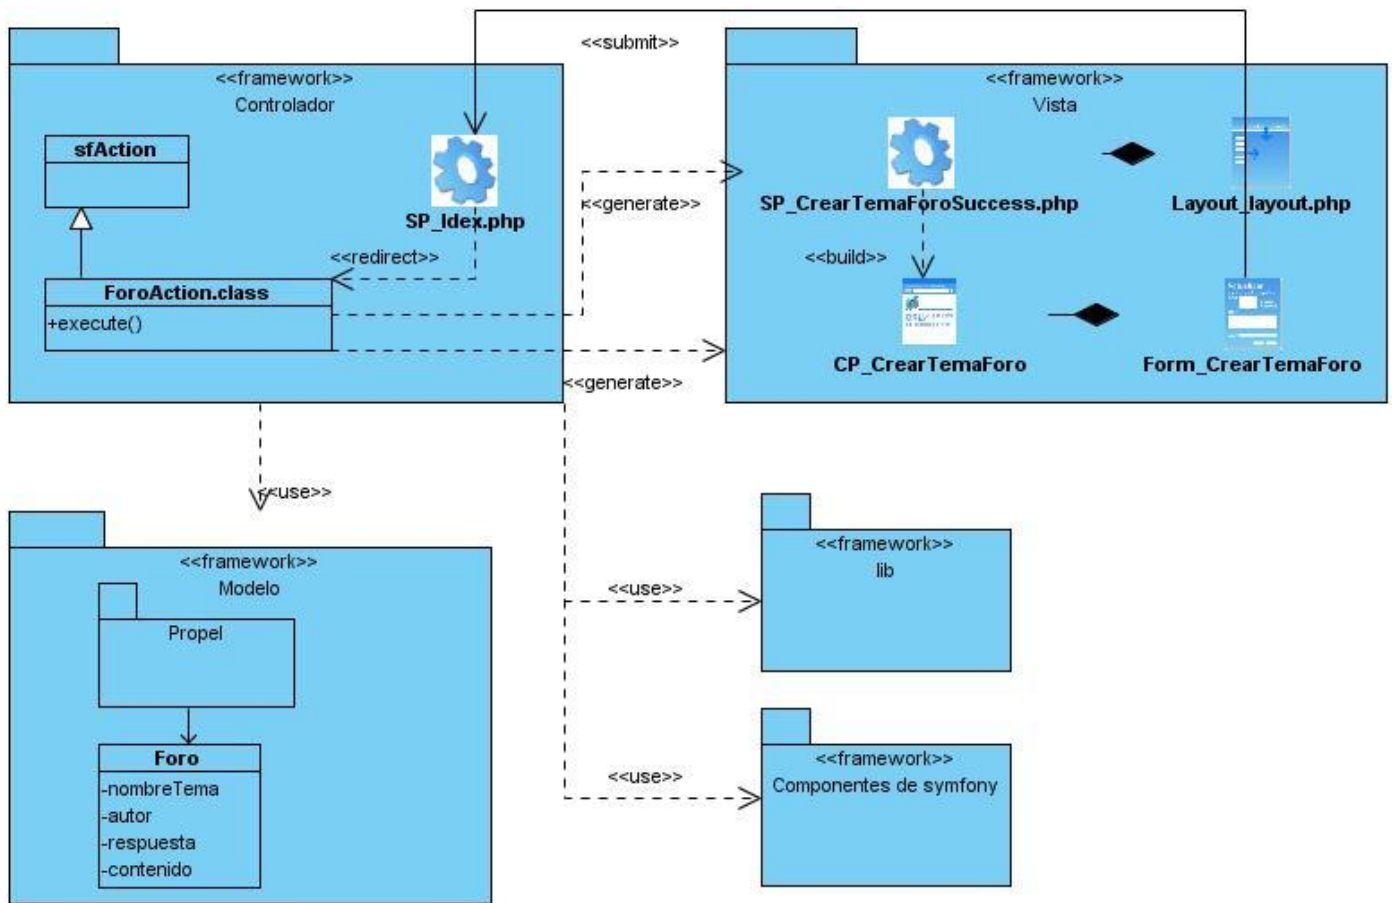 <<submit>>
<<framework>>
Controlador
sfAction
SP_Idex.php
<<redirect>>
ForoAction.class
+execute()
<<generate>>
<<generate>>
<<framework>>
Vista
SP_CrearTemaForoSuccess.php
Layout_layout.php
<<build>>
CP_CrearTemaForo
Form_CrearTemaForo
<<use>>
<<framework>>
Modelo
Propel
Foro
-nombreTema
-autor
-respuesta
-contenido
<<use>>
<<framework>>
lib
<<use>>
<<framework>>
Componentes de symfony